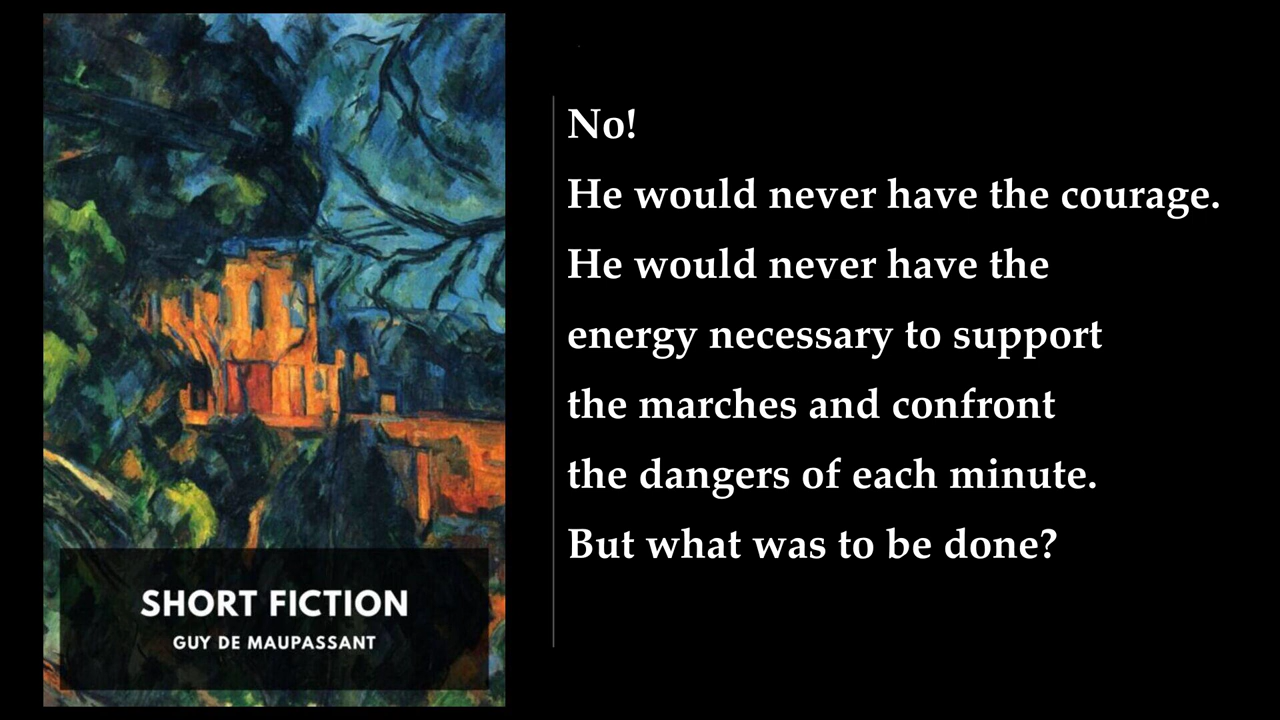 No!
He would never have the courage.
He would never have the
energy necessary to support
the marches and confront
the dangers of each minute.
But what was to be done?
SHORT FICTION
GUY DE MAUPASSANT